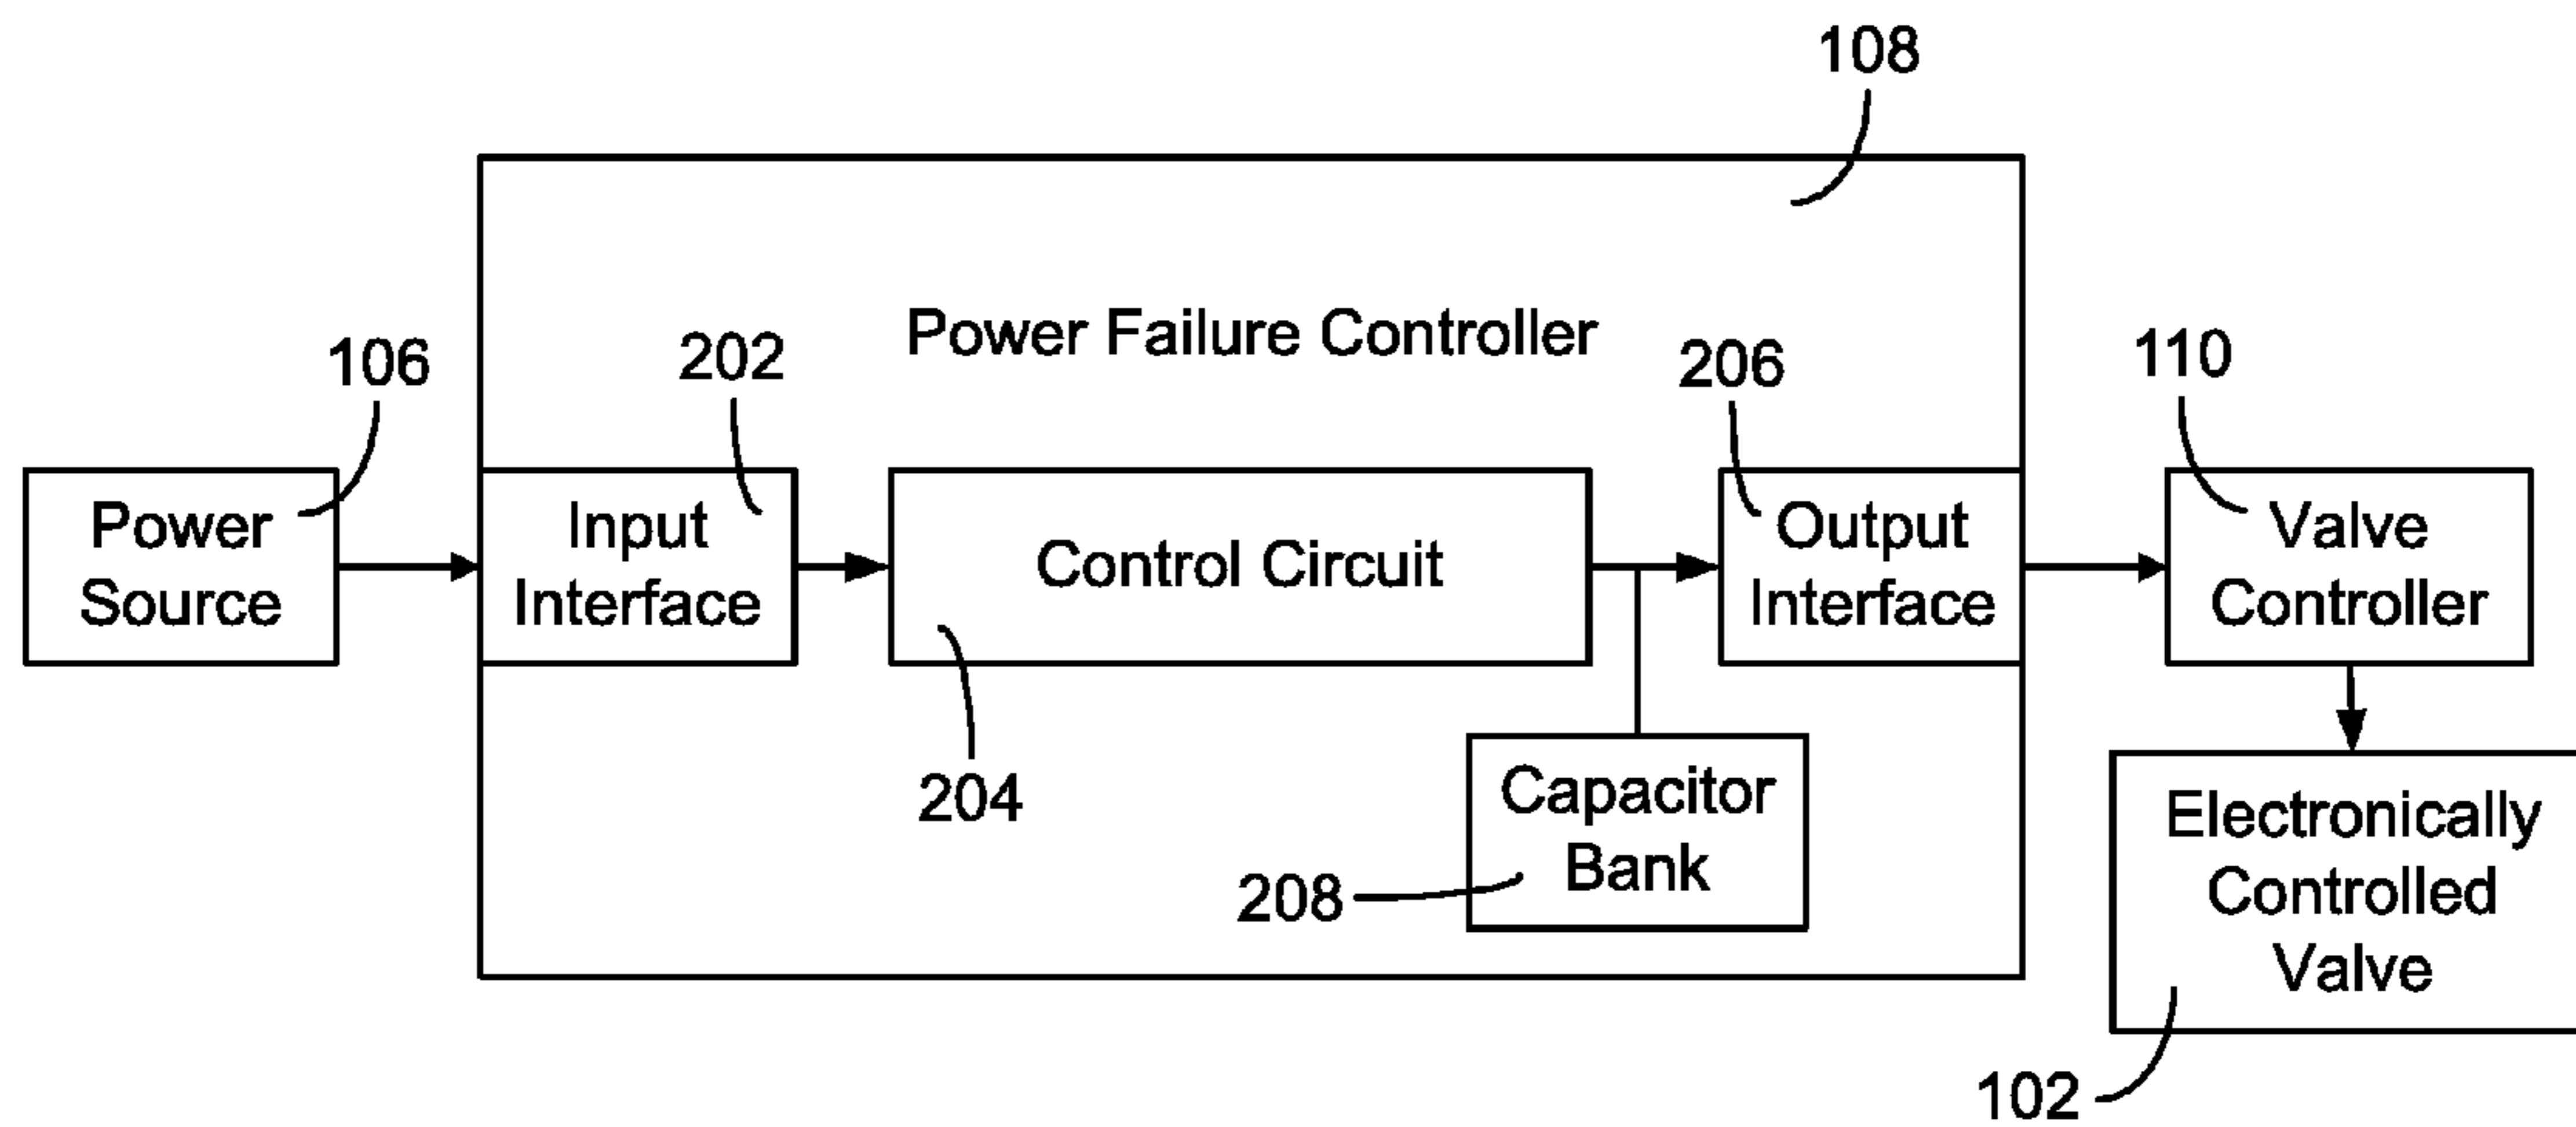 108
Power Failure Controller
106
202
206
110
Power
Source
Input
Interface
Control Circuit
Output
Interface
Valve
Controller
204
Capacitor
Bank
208
Electronically
Controlled
Valve
102